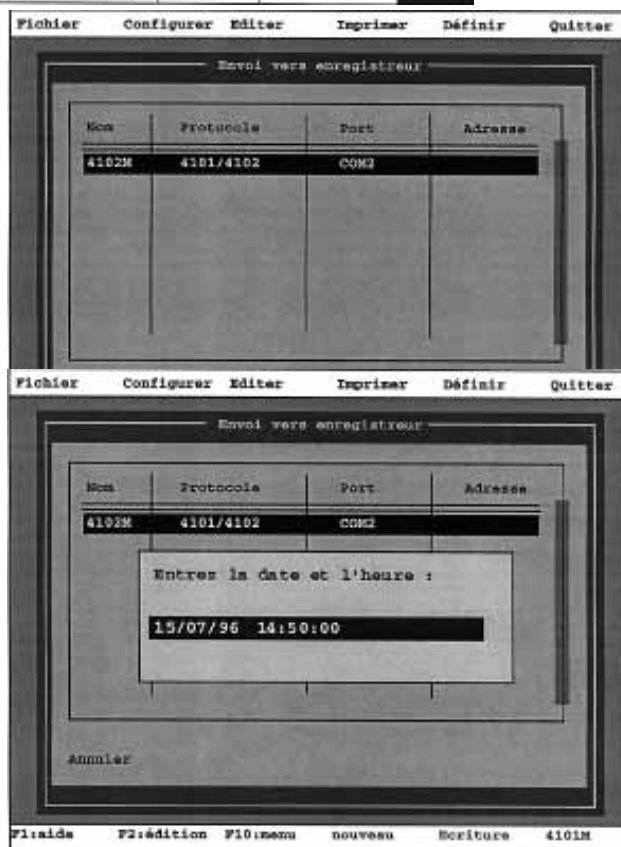 Fichier Configurer Editer Imprimer Définir Quitter
Envoi vers enregistreur
Nom Protocole Port Adresse
4102M 4101/4102 COM2
Fichier Configurer Editer Imprimer Définir Quitter
Envoi vers enregistreur
Nom Protocole Port Adresse
4102M 4101/4102 COM2
Entrez la date et l'heure :
15/07/96 14:50:00
Annuler
F1:aide F2:édition F10:menu nouveau Ecriture 4101M